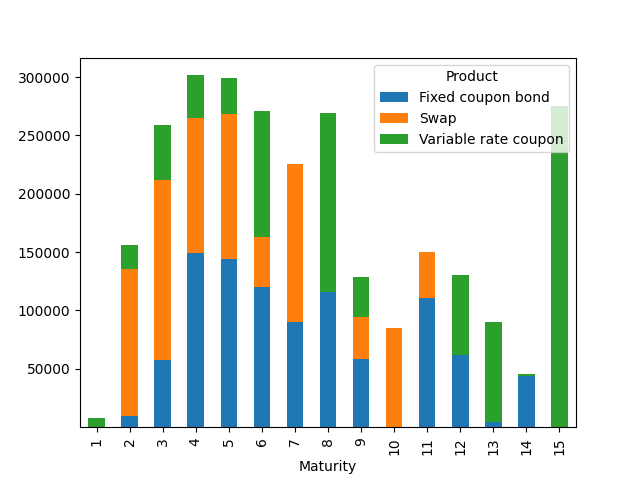 Product
Fixed coupon bond
Swap
Variable rate coupon
300000
250000
200000
150000
100000
50000
1 2 3 4 5 6 7 8 9 10 11 12 13 14 15
Maturity